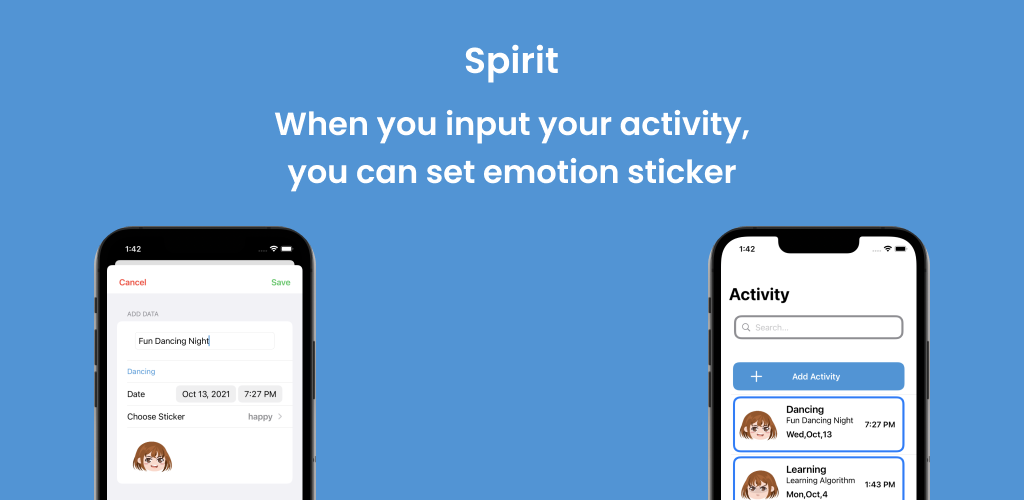 Spirit
When you input your activity,
you can set emotion sticker
1:42
Cancel
Save
ADD DATA
Fun Dancing Night
Dancing
Date
Oct 13, 2021
7:27 PM
Choose Sticker
happy
1:42
Activity
Search...
Add Activity
Dancing
Fun Dancing Night
Wed,Oct,13
7:27 PM
Learning
Learning Algorithm
Mon,Oct,4
1:43 PM